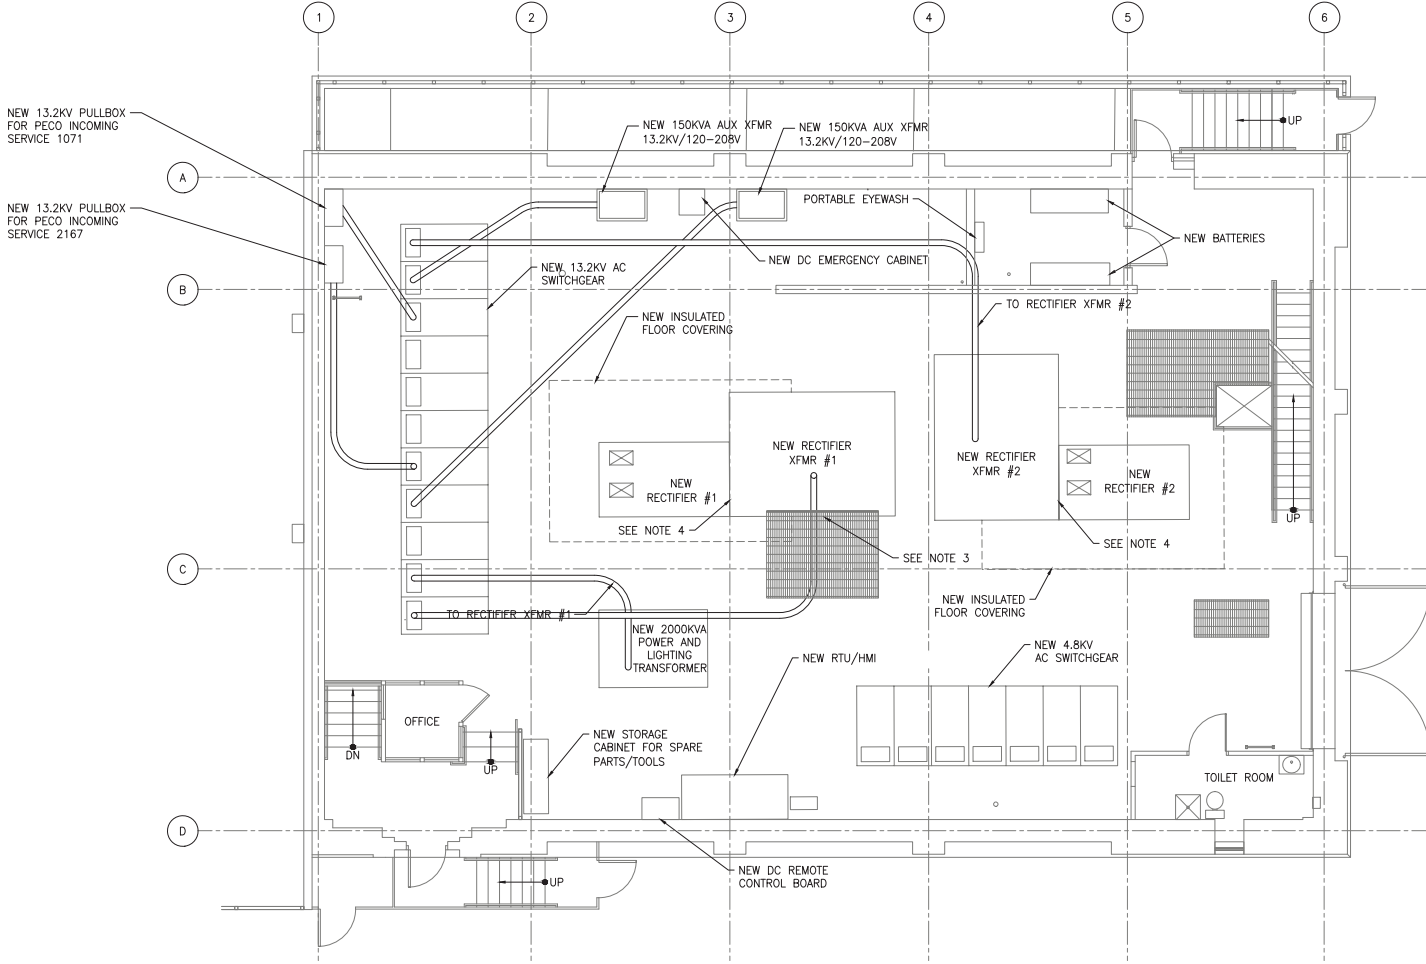 1 2 3 4 5 6
NEW 13.2KV PULLBOX
FOR PECO INCOMING
SERVICE 1071
NEW 150KVA AUX XFMR
13.2KV/120-208V
NEW 150KVA AUX XFMR
13.2KV/120-208V
UP
A
NEW 13.2KV PULLBOX
FOR PECO INCOMING
SERVICE 2167
PORTABLE EYEWASH
NEW BATTERIES
NEW DC EMERGENCY CABINET
NEW 13.2KV AC
SWITCHGEAR
B
TO RECTIFIER XFMR #2
NEW INSULATED
FLOOR COVERING
NEW RECTIFIER
XFMR #1
NEW RECTIFIER
XFMR #2
NEW
RECTIFIER #1
NEW
RECTIFIER #2
UP
SEE NOTE 4
SEE NOTE 4
SEE NOTE 3
C
NEW INSULATED
FLOOR COVERING
TO RECTIFIER XFMR #1
NEW 2000KVA
POWER AND
LIGHTING
TRANSFORMER
NEW RTU/HMI
NEW 4.8KV
AC SWITCHGEAR
OFFICE
DN
UP
NEW STORAGE
CABINET FOR SPARE
PARTS/TOOLS
TOILET ROOM
D
NEW DC REMOTE
CONTROL BOARD
UP